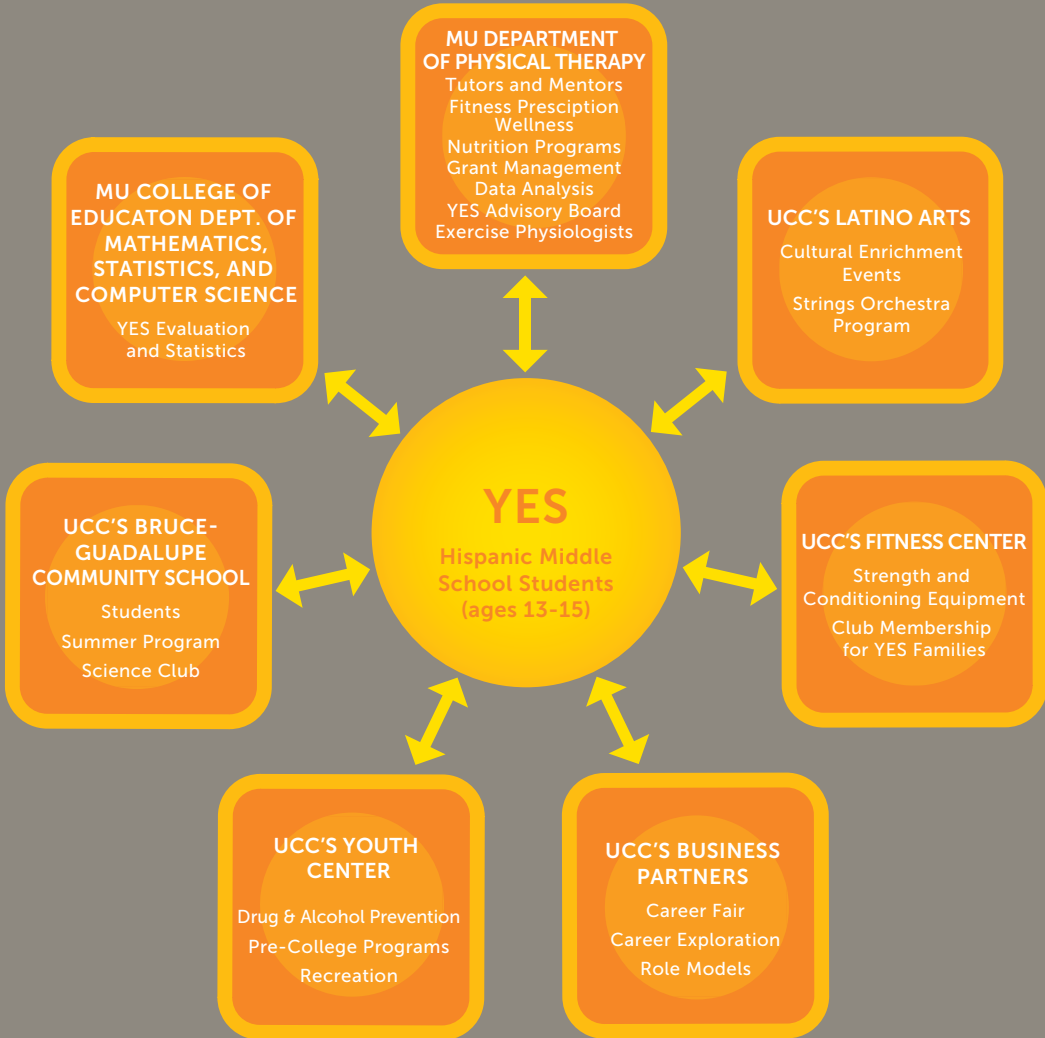 MU DEPARTMENT
OF PHYSICAL THERAPY
Tutors and Mentors
Fitness Presciption
Wellness
Nutrition Programs
Grant Management
Data Analysis
YES Advisory Board
Exercise Physiologists
MU COLLEGE OF
EDUCATON DEPT. OF
MATHEMATICS,
STATISTICS, AND
COMPUTER SCIENCE
YES Evaluation
and Statistics
UCC'S LATINO ARTS
Cultural Enrichment
Events
Strings Orchestra
Program
YES
Hispanic Middle
School Students
(ages 13-15)
UCC'S BRUCE-
GUADALUPE
COMMUNITY SCHOOL
Students
Summer Program
Science Club
UCC'S FITNESS CENTER
Strength and
Conditioning Equipment
Club Membership
for YES Families
UCC'S YOUTH
CENTER
Drug & Alcohol Prevention
Pre-College Programs
Recreation
UCC'S BUSINESS
PARTNERS
Career Fair
Career Exploration
Role Models